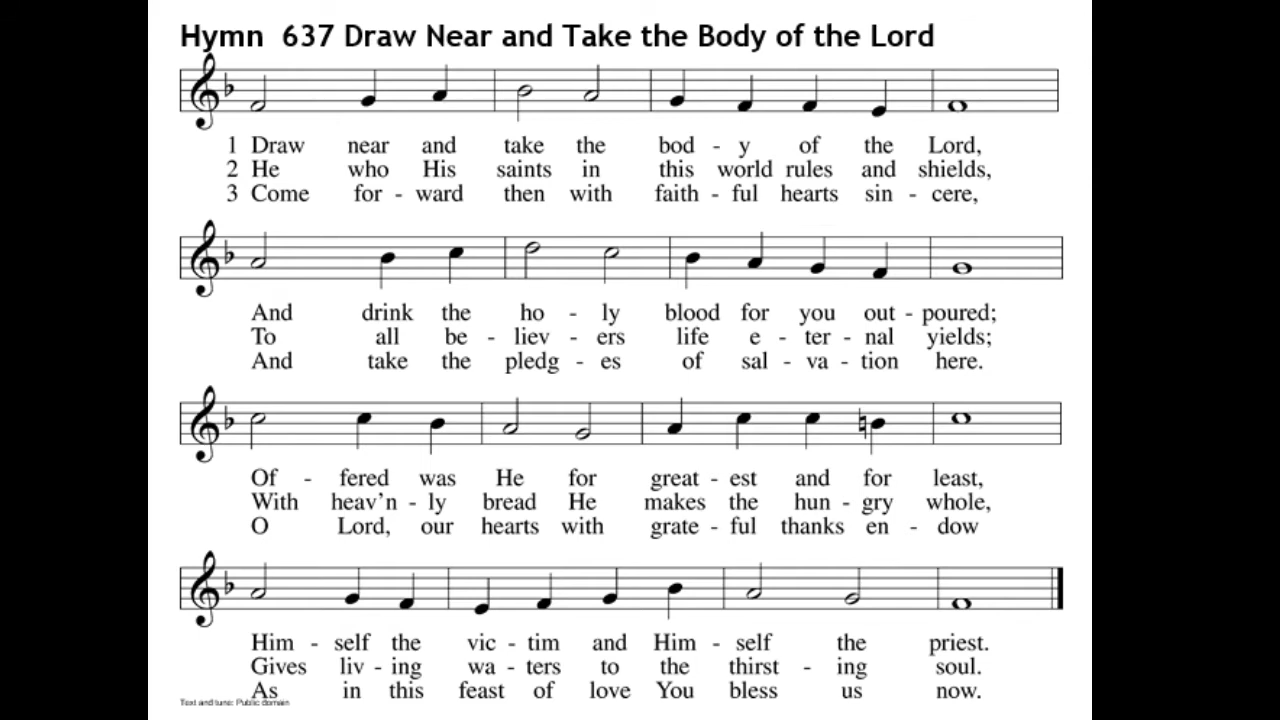 Hymn 637 Draw Near and Take the Body of the Lord
1 Draw near and take the bod - y of the Lord,
2 He who His saints in this world rules and shields,
3 Come for - ward then with faith - ful hearts sin - cere,
And drink the ho - ly blood for you out - poured;
To all be - liev - ers life e - ter - nal yields;
And take the pledg - es of sal - va - tion here.
Of - fered was He for great - est and for least,
With heav'n - ly bread He makes the hun - gry whole,
O Lord, our hearts with grate - ful thanks en - dow
Him - self the vic - tim and Him - self the priest.
Gives liv - ing wa - ters to the thirst - ing soul.
As in this feast of love You bless us now.
Text and tune: Public domain